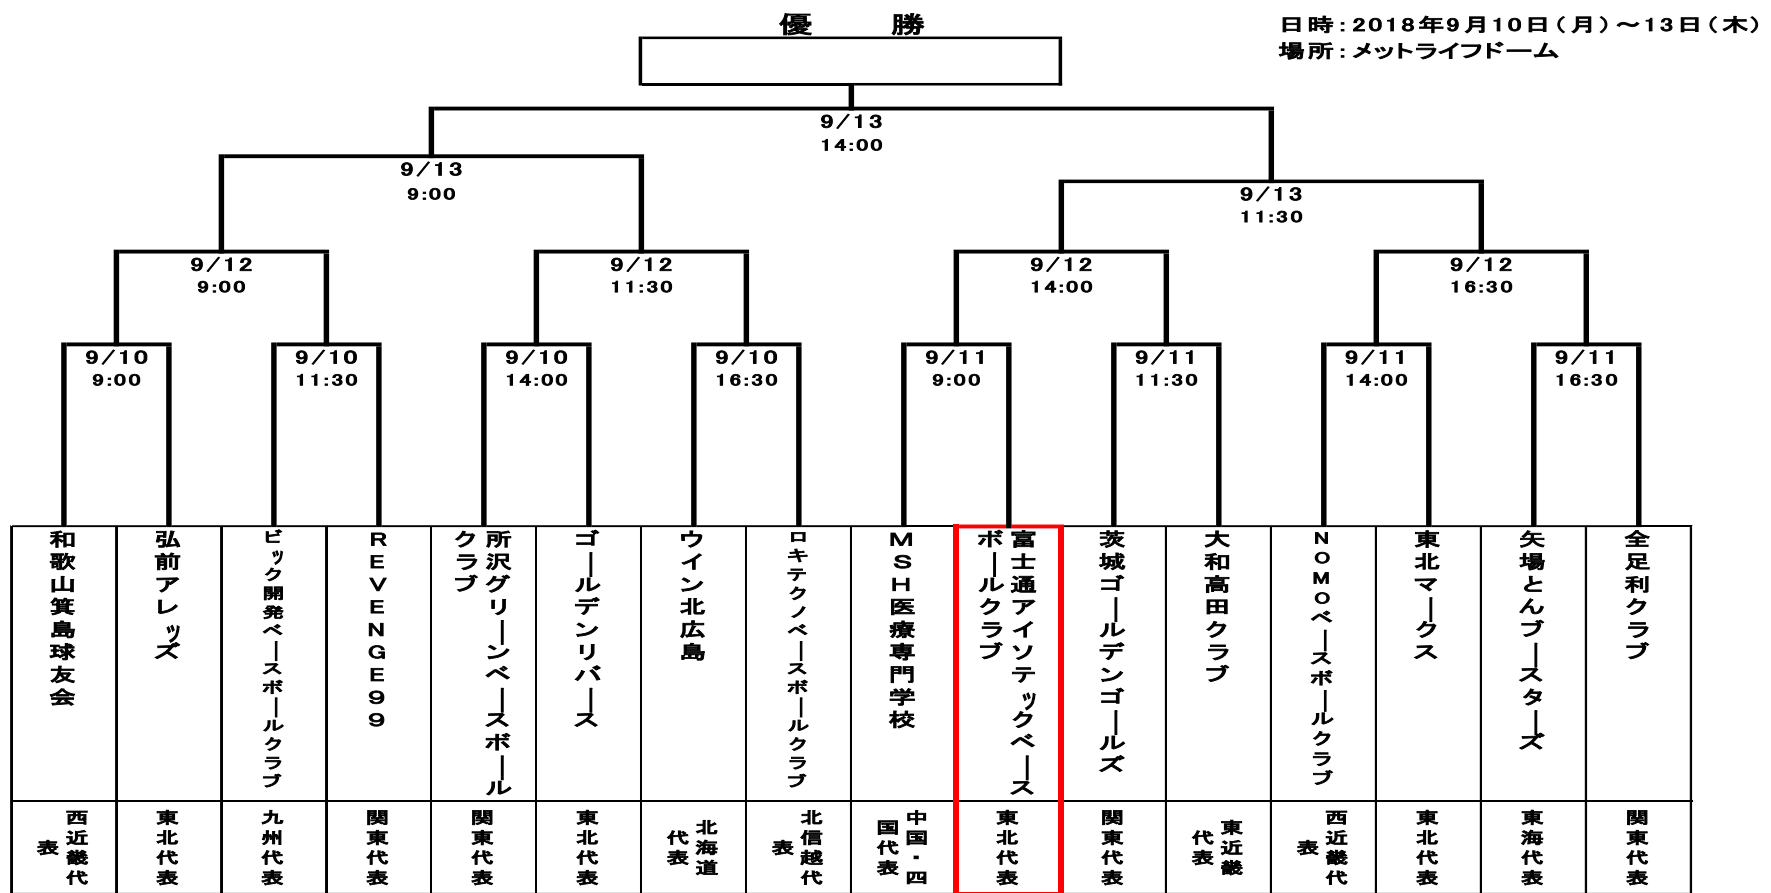 優　勝
日時：2018年9月10日（月）～13日（木）
場所：メットライフドーム
9/13
14:00
9/13
9:00
9/13
11:30
9/12
9:00
9/12
11:30
9/12
14:00
9/12
16:30
9/10
9:00
9/10
11:30
9/10
14:00
9/10
16:30
9/11
9:00
9/11
11:30
9/11
14:00
9/11
16:30
和歌山箕島球友会
弘前アレッズ
ビック開発ベースボールクラブ
REVENGE99
所沢グリーンベースボール
クラブ
ゴールデンリバース
ウイン北広島
ロキテクノベースボールクラブ
MSH医療専門学校
富士通アイソテックベース
ボールクラブ
茨城ゴールデンゴールズ
大和高田クラブ
NOMOベースボールクラブ
東北マークス
矢場とんブースターズ
全足利クラブ
西近畿代
表
東北代表
九州代表
関東代表
関東代表
東北代表
北海道
代表
北信越代
表
中国・四
国代表
東北代表
関東代表
東近畿
代表
西近畿代
表
東北代表
東海代表
関東代表